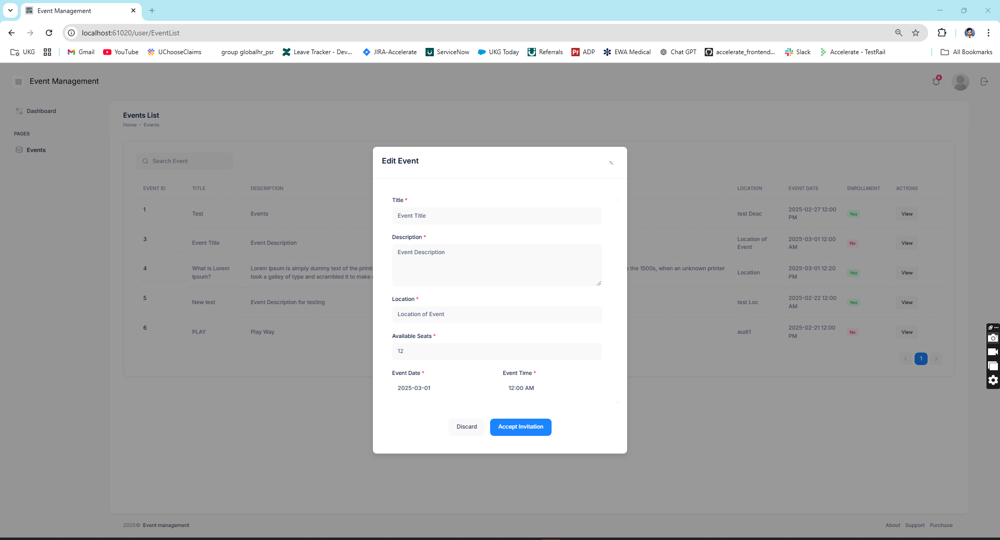 Event Management
localhost:61020/user/EventList
UKG
Gmail
YouTube
UChooseClaims
group globalhr_psr
Leave Tracker - Dev...
JIRA-Accelerate
ServiceNow
UKG Today
Referrals
Pf ADP
EWA Medical
Chat GPT
accelerate_frontend...
Slack
Accelerate - TestRail
All Bookmarks
Event Management
6
Dashboard
PAGES
Events
Events List
Home - Events
Search Event
EVENT ID TITLE DESCRIPTION LOCATION EVENT DATE ENROLLMENT ACTIONS
1 Test Events test Desc 2025-02-27 12:00 PM Yes View
3 Event Title Event Description Location of Event 2025-03-01 12:00 AM No View
4 What is Lorem Ipsum? Lorem Ipsum is simply dummy text of the printi the 1500s, when an unknown printer
took a galley of type and scrambled it to make Location 2025-03-01 12:20 PM Yes View
5 New test Event Description for testing test Loc 2025-02-22 12:00 AM Yes View
6 PLAY Play Way audi1 2025-02-21 12:00 PM No View
1
Edit Event
Title *
Event Title
Description *
Event Description
Location *
Location of Event
Available Seats *
12
Event Date * Event Time *
2025-03-01 12:00 AM
Discard Accept Invitation
2025© Event management
About Support Purchase